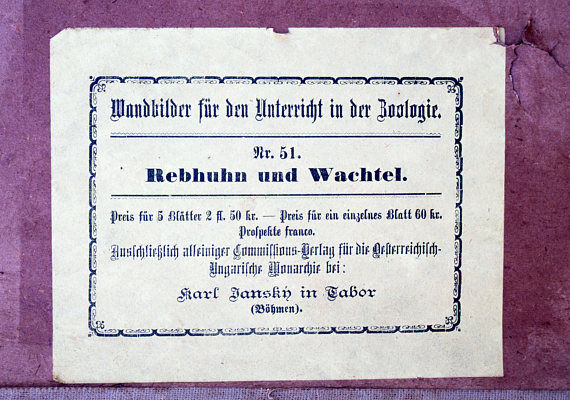 Wandbilder für den Unterricht in der Zoologie.
Nr. 51.
Rebhuhn und Wachtel.
Preis für 5 Blätter 2 fl. 50 kr. — Preis für ein einzelnes Blatt 60 kr.
Prospekte franco.
Ausschließlich alleiniger Commissions-Verlag für die Oesterreichisch-
Ungarische Monarchie bei:
Karl Janský in Tabor
(Böhmen).